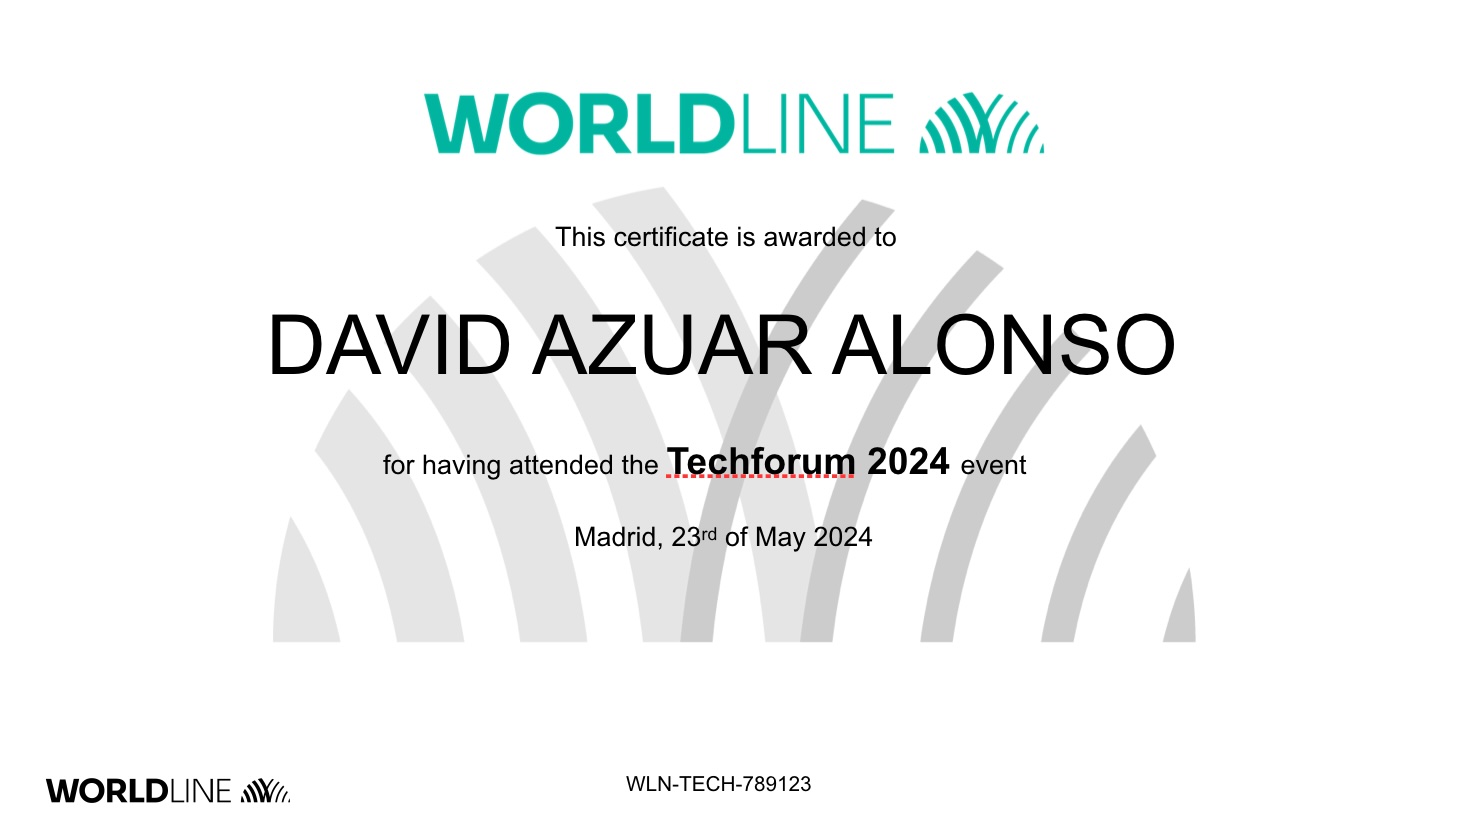 WORLDLINE
This certificate is awarded to
DAVID AZUAR ALONSO
for having attended the Techforum 2024 event
Madrid, 23rd of May 2024
WORLDLINE
WLN-TECH-789123